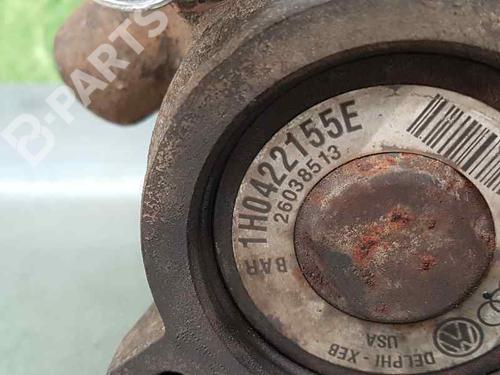 B-PARTS
1H0422155E
26038513
BAR
DELPHI - XEB
USA